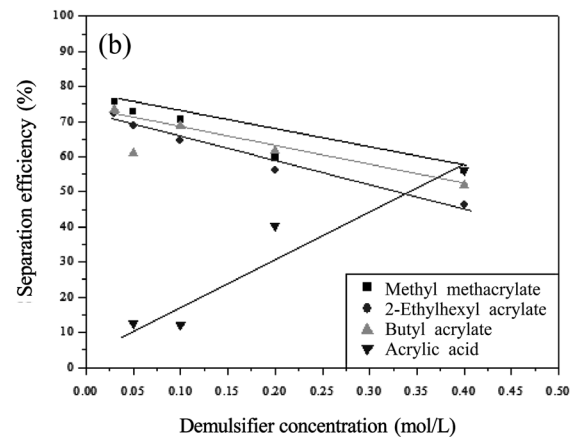 100
(b)
90
80
70
60
50
40
30
20
10
0
Separation efficiency (%)
Methyl methacrylate
2-Ethylhexyl acrylate
Butyl acrylate
Acrylic acid
0.00 0.05 0.10 0.15 0.20 0.25 0.30 0.35 0.40 0.45 0.50
Demulsifier concentration (mol/L)